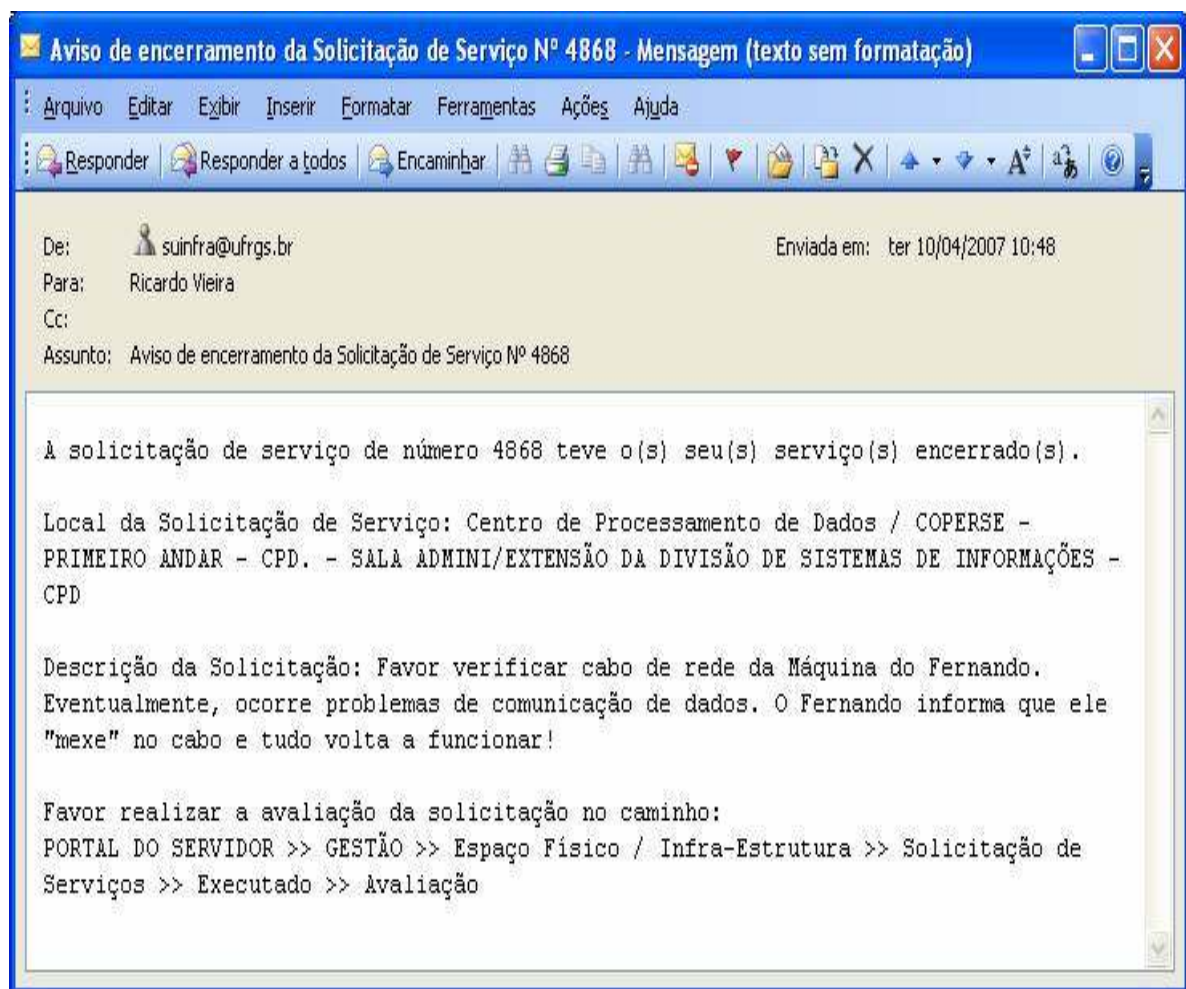 Aviso de encerramento da Solicitação de Serviço Nº 4868 - Mensagem (texto sem formatação)
Arquivo Editar Exibir Inserir Formatar Ferramentas Ações Ajuda
Responder Responder a todos Encaminhar
De: suinfra@ufrgs.br Enviada em: ter 10/04/2007 10:48
Para: Ricardo Vieira
Cc:
Assunto: Aviso de encerramento da Solicitação de Serviço Nº 4868
A solicitação de serviço de número 4868 teve o(s) seu(s) serviço(s) encerrado(s).
Local da Solicitação de Serviço: Centro de Processamento de Dados / COPERSE -
PRIMEIRO ANDAR - CPD. - SALA ADMINI/EXTENSÃO DA DIVISÃO DE SISTEMAS DE INFORMAÇÕES -
CPD
Descrição da Solicitação: Favor verificar cabo de rede da Máquina do Fernando.
Eventualmente, ocorre problemas de comunicação de dados. O Fernando informa que ele
"mexe" no cabo e tudo volta a funcionar!
Favor realizar a avaliação da solicitação no caminho:
PORTAL DO SERVIDOR >> GESTÃO >> Espaço Físico / Infra-Estrutura >> Solicitação de
Serviços >> Executado >> Avaliação